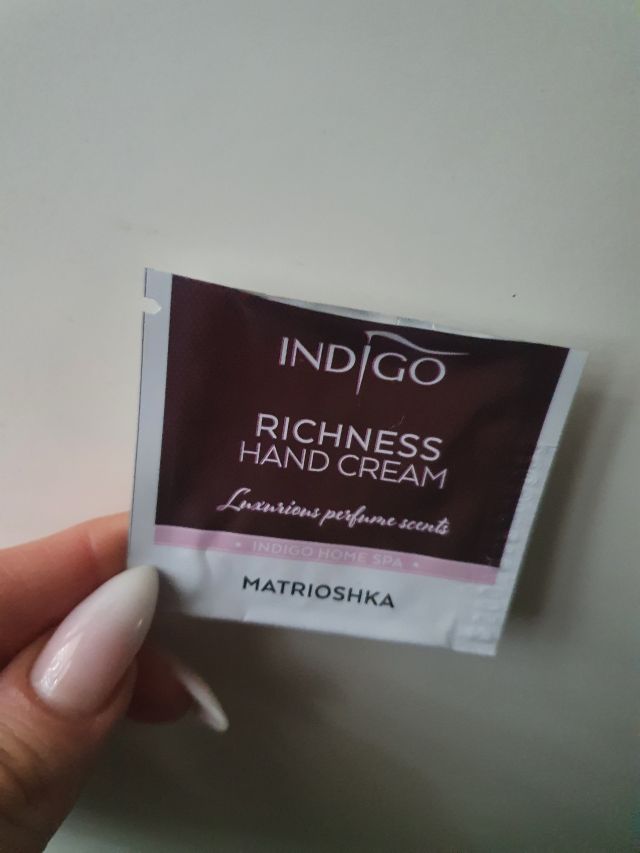 INDIGO
RICHNESS
HAND CREAM
Luxurious perfume scents
• INDIGO HOME SPA •
MATRIOSHKA